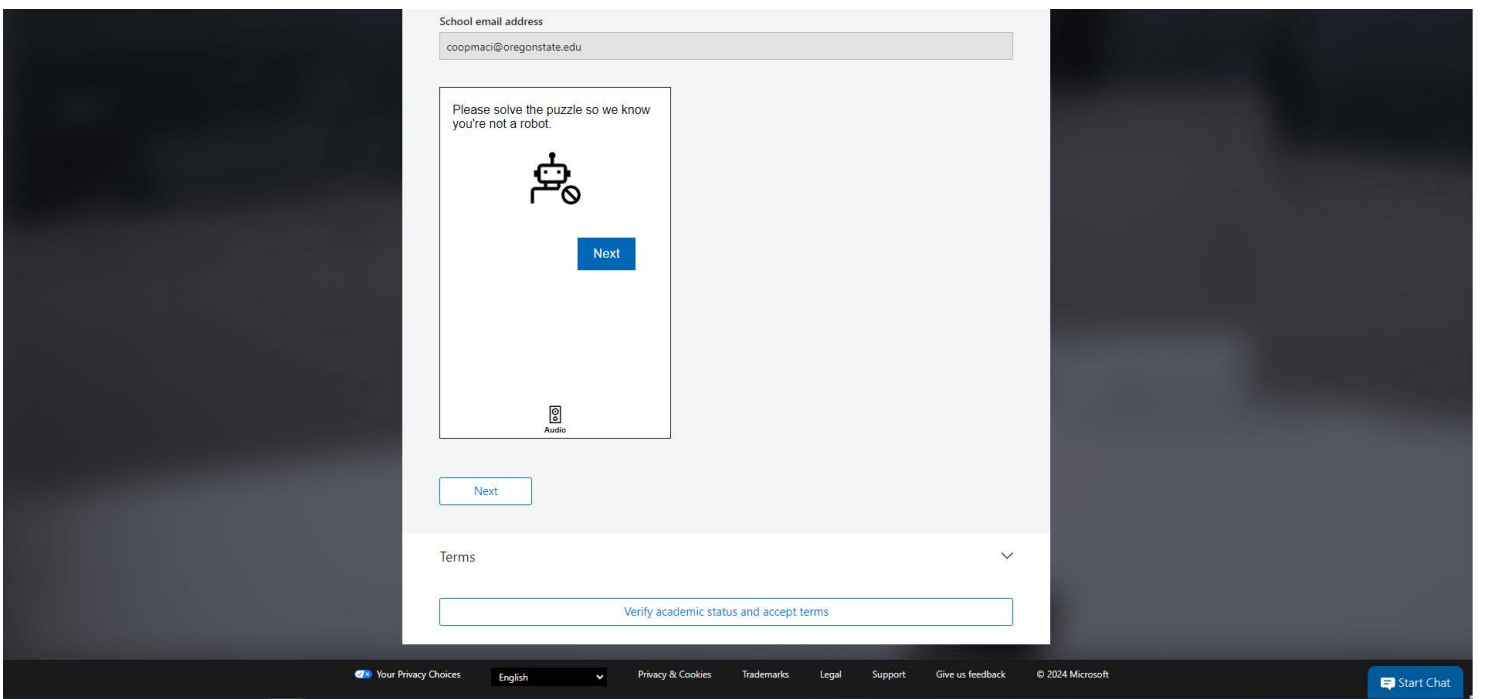 School email address
coopmaci@oregonstate.edu
Please solve the puzzle so we know
you're not a robot.
Next
Audio
Next
Terms
Verify academic status and accept terms
Your Privacy Choices
English
Privy & Cookies
Trademarks
Legal
Support
Give us feedback
© 2024 Microsoft
Start Chat